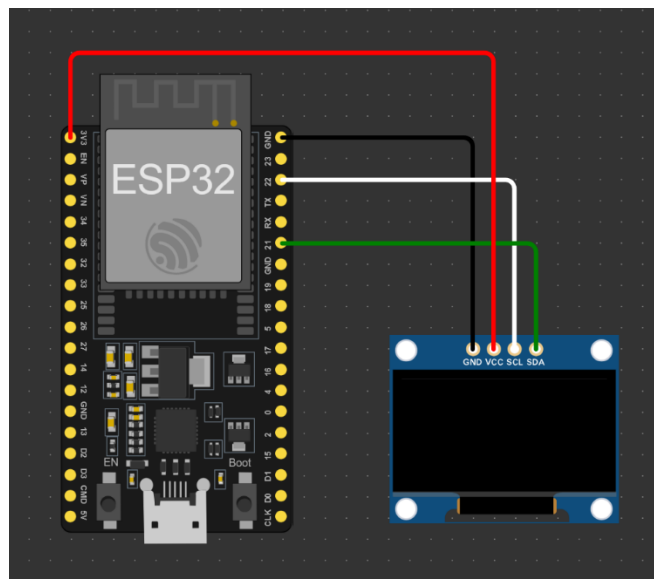 3V3
EN
VP
VN
34
35
32
33
25
26
27
14
12
GND
13
D2
D3
CMD
5V
ESP32
EN
Boot
GND
23
22
TX
RX
21
GND
19
18
5
17
16
4
0
2
15
D1
D0
CLK
GND VCC SCL SDA